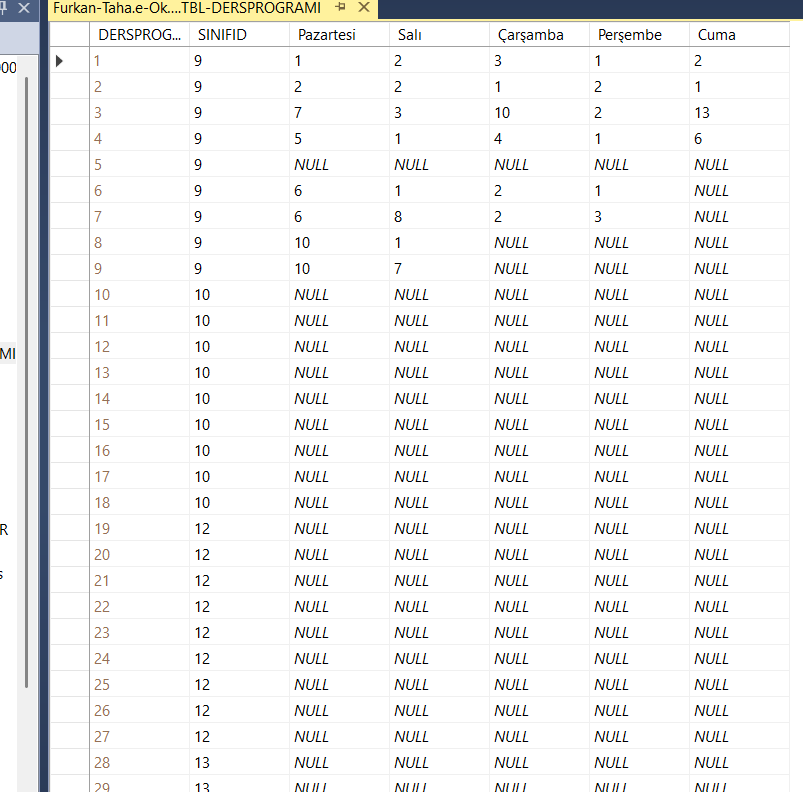 Furkan-Taha.e-Ok....TBL-DERSPROGRAMI
DERSPROG... SINIFID Pazartesi Salı Çarşamba Perşembe Cuma
00
1 9 1 2 3 1 2
2 9 2 2 1 2 1
3 9 7 3 10 2 13
4 9 5 1 4 1 6
5 9 NULL NULL NULL NULL NULL
6 9 6 1 2 1 NULL
7 9 6 8 2 3 NULL
8 9 10 1 NULL NULL NULL
9 9 10 7 NULL NULL NULL
10 10 NULL NULL NULL NULL NULL
11 10 NULL NULL NULL NULL NULL
12 10 NULL NULL NULL NULL NULL
MI
13 10 NULL NULL NULL NULL NULL
14 10 NULL NULL NULL NULL NULL
15 10 NULL NULL NULL NULL NULL
16 10 NULL NULL NULL NULL NULL
17 10 NULL NULL NULL NULL NULL
18 10 NULL NULL NULL NULL NULL
R
19 12 NULL NULL NULL NULL NULL
20 12 NULL NULL NULL NULL NULL
s
21 12 NULL NULL NULL NULL NULL
22 12 NULL NULL NULL NULL NULL
23 12 NULL NULL NULL NULL NULL
24 12 NULL NULL NULL NULL NULL
25 12 NULL NULL NULL NULL NULL
26 12 NULL NULL NULL NULL NULL
27 12 NULL NULL NULL NULL NULL
28 13 NULL NULL NULL NULL NULL
29 13 NULL NULL NULL NULL NULL